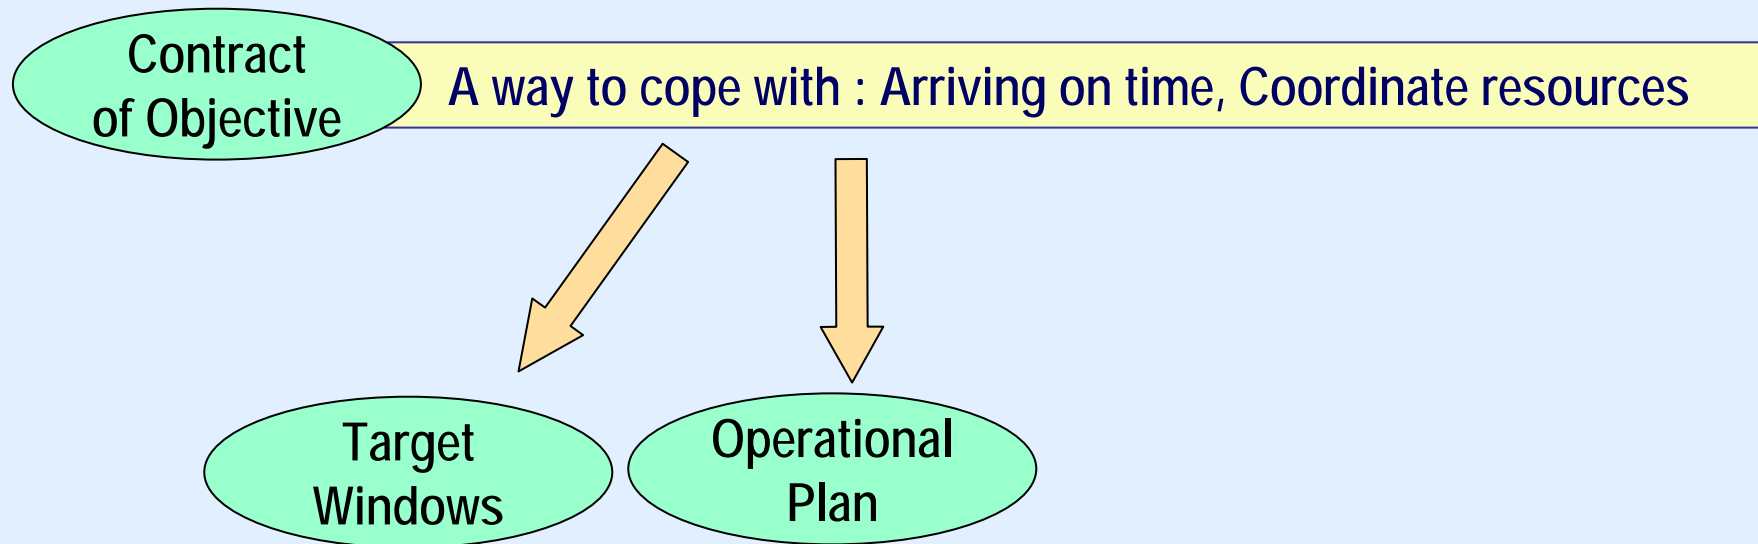 Contract
of Objective
A way to cope with : Arriving on time, Coordinate resources
Target
Windows
Operational
Plan